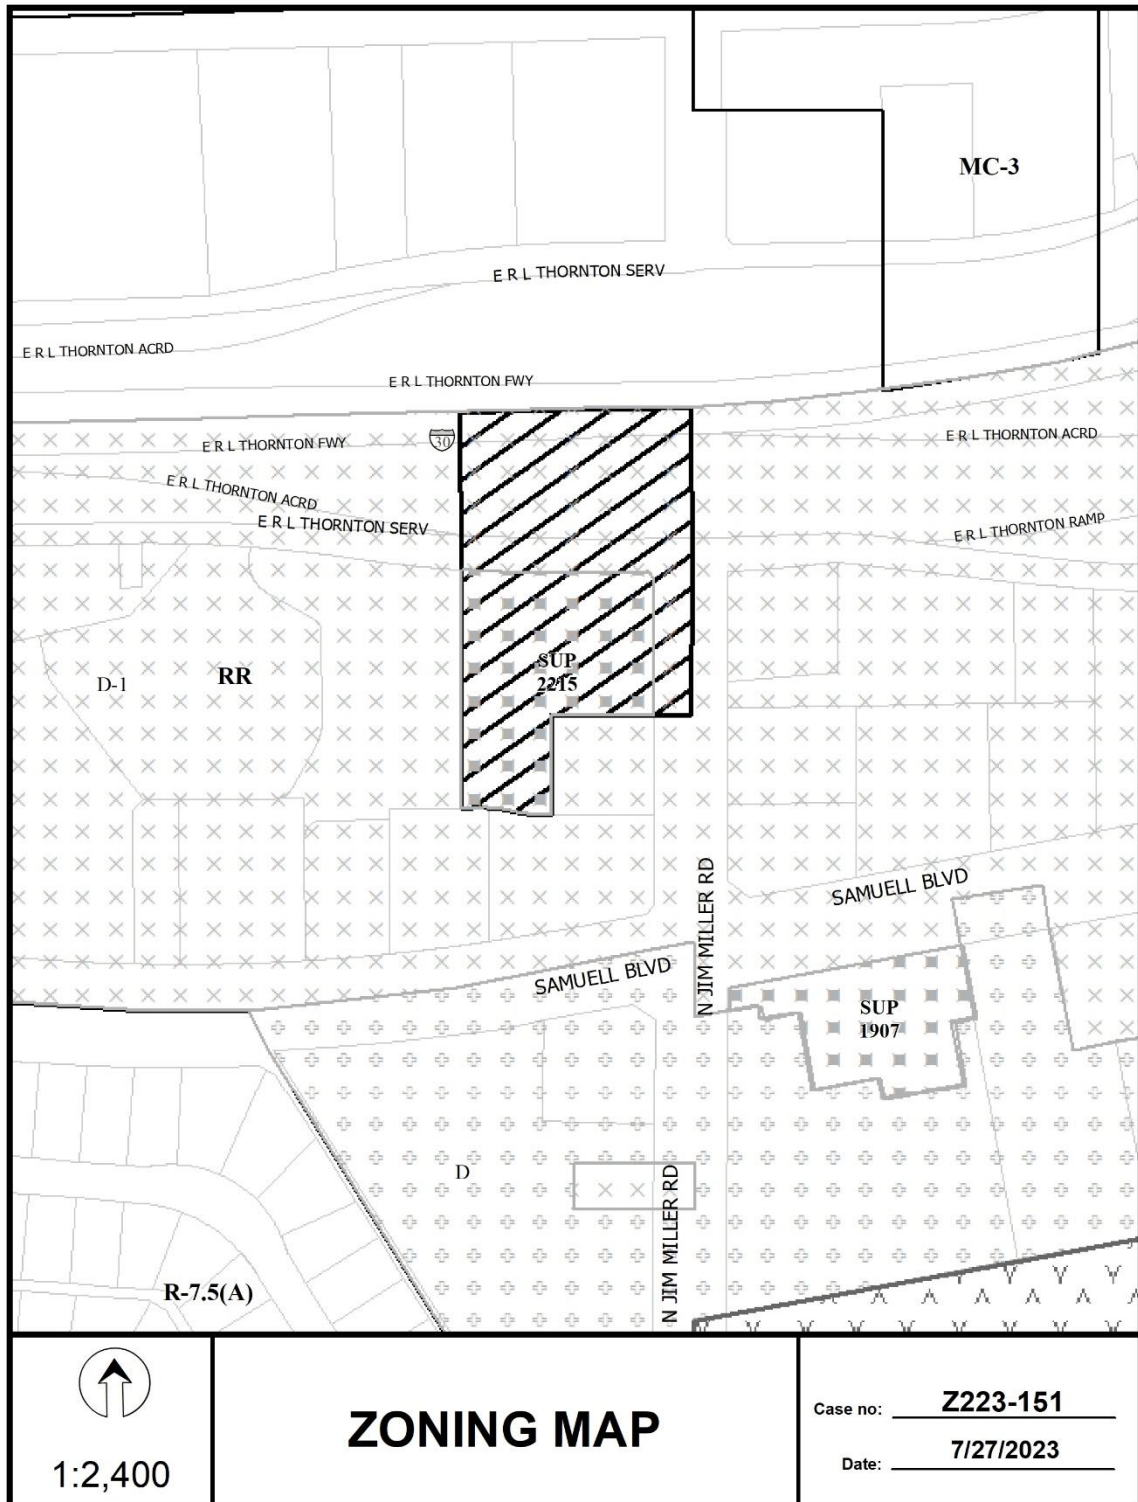 MC-3
E R L THORNTON SERV
E R L THORNTON ACRD
E R L THORNTON FWY
E R L THORNTON FWY
30
E R L THORNTON ACRD
E R L THORNTON ACRD
E R L THORNTON SERV
E R L THORNTON RAMP
SUP
2215
D-1
RR
N JIM MILLER RD
SAMUELL BLVD
SAMUELL BLVD
SUP
1907
D
N JIM MILLER RD
R-7.5(A)
1:2,400
ZONING MAP
Case no: Z223-151
Date: 7/27/2023